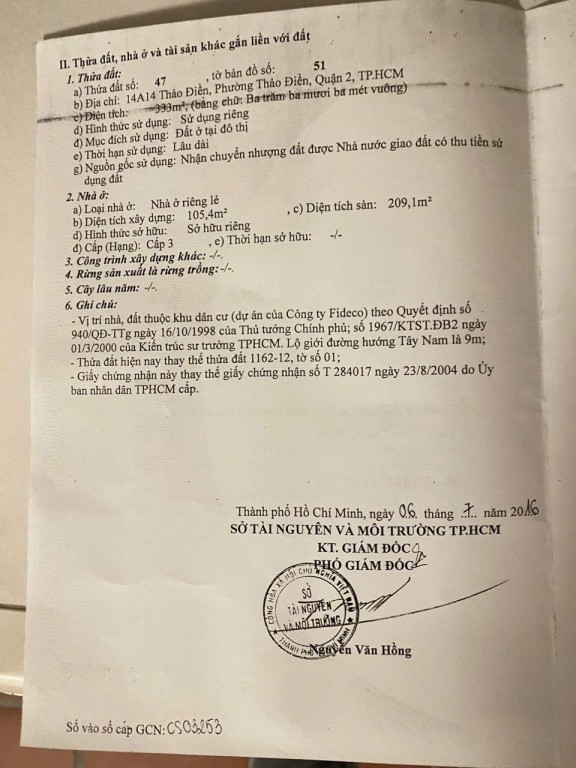 II. Thửa đất, nhà ở và tài sản khác gắn liền với đất
1. Thửa đất:
a) Thửa đất số: 47 , tờ bản đồ số: 51
b) Địa chỉ: 14A14 Thảo Điền, Phường Thảo Điền, Quận 2, TP.HCM
c) Diện tích: 333m², (bằng chữ: Ba trăm ba mươi ba mét vuông)
d) Hình thức sử dụng: Sử dụng riêng
đ) Mục đích sử dụng: Đất ở tại đô thị
e) Thời hạn sử dụng: Lâu dài
g) Nguồn gốc sử dụng: Nhận chuyển nhượng đất được Nhà nước giao đất có thu tiền sử
dụng đất
2. Nhà ở:
a) Loại nhà ở: Nhà ở riêng lẻ
b) Diện tích xây dựng: 105,4m² , c) Diện tích sàn: 209,1m²
d) Hình thức sở hữu: Sở hữu riêng
đ) Cấp (Hạng): Cấp 3 , e) Thời hạn sở hữu: -/-
3. Công trình xây dựng khác: -/-.
4. Rừng sản xuất là rừng trồng: -/-.
5. Cây lâu năm: -/-.
6. Ghi chú:
- Vị trí nhà, đất thuộc khu dân cư (dự án của Công ty Fideco) theo Quyết định số
940/QĐ-TTg ngày 16/10/1998 của Thủ tướng Chính phủ; số 1967/KTST.ĐB2 ngày
01/3/2000 của Kiến trúc sư trưởng TPHCM. Lộ giới đường hướng Tây Nam là 9m;
- Thửa đất hiện nay thay thế thửa 1162-12, tờ số 01;
- Giấy chứng nhận này thay thế giấy chứng nhận số T 284017 ngày 23/8/2004 do Ủy
ban nhân dân TPHCM cấp.
Thành phố Hồ Chí Minh, ngày 06 tháng 7 năm 2016
SỞ TÀI NGUYÊN VÀ MÔI TRƯỜNG TP.HCM
KT. GIÁM ĐỐC
PHÓ GIÁM ĐỐC
CỘNG HÒA XÃ HỘI CHỦ NGHĨA VIỆT NAM
SỞ
TÀI NGUYÊN
VÀ MÔI TRƯỜNG
THÀNH PHỐ HỒ CHÍ MINH
Nguyễn Văn Hồng
Số vào sổ cấp GCN: CS03253